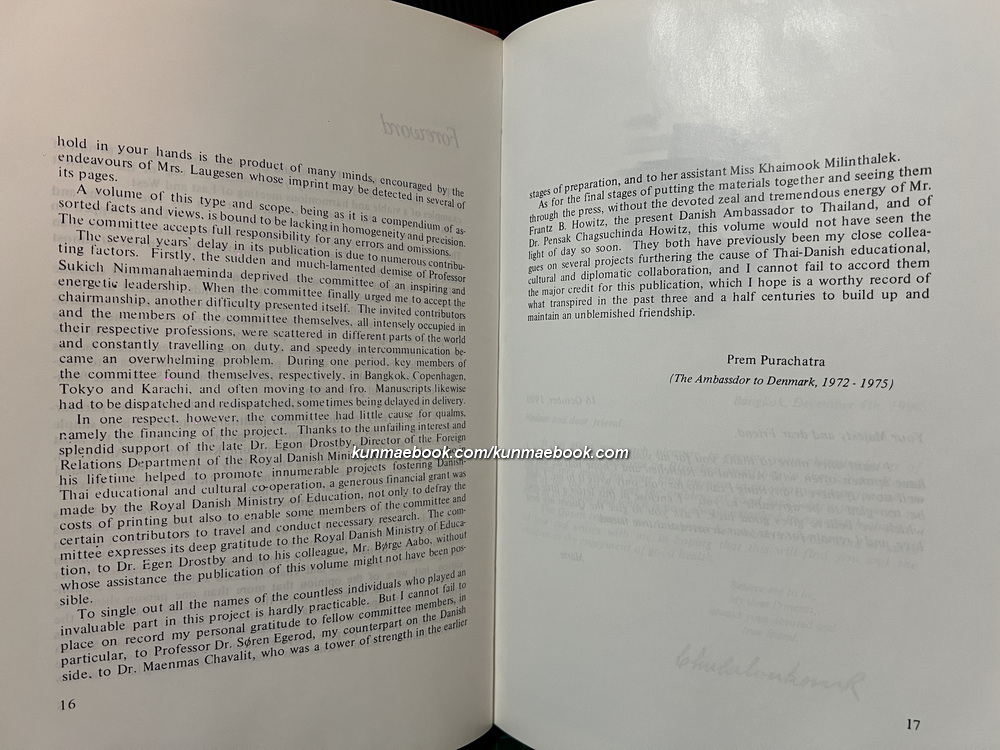 hold in your hands is the product of many minds, encouraged by the
endeavours of Mrs. Laugesen whose imprint may be detected in several of
its pages.
A volume of this type and scope, being as it is a compendium of as-
sorted facts and views, is bound to be lacking in homogeneity and precision.
The committee accepts full responsibility for any errors and omissions.
The several years' delay in its publication is due to numerous contribu-
ting factors. Firstly, the sudden and much-lamented demise of Professor
Sukich Nimmanahaeminda deprived the committee of an inspiring and
energetic leadership. When the committee finally urged me to accept the
chairmanship, another difficulty presented itself. The invited contributors
and the members of the committee themselves, all intensely occupied in
their respective professions, were scattered in different parts of the world
and constantly travelling on duty, and speedy intercommunication be-
came an overwhelming problem. During one period, key members of
the committee found themselves, respectively, in Bangkok, Copenhagen,
Tokyo and Karachi, and often moving to and fro. Manuscripts likewise
had to be dispatched and redispatched, sometimes being delayed in delivery.
In one respect, however, the committee had little cause for qualms,
namely the financing of the project. Thanks to the unfailing interest and
splendid support of the late Dr. Egon Drostby, Director of the Foreign
Relations Department of the Royal Danish
his lifetime helped to promote innumerable projects fostering Danish-
Thai educational and cultural co-operation, a generous financial grant was
made by the Royal Danish Ministry of Education, not only to defray the
costs of printing but also to enable some members of the committee and
certain contributors to travel and conduct necessary research. The com-
mittee expresses its deep gratitude to the Royal Danish Ministry of Educa-
tion, to Dr. Egen Drostby and to his colleague, Mr. Børge Aabo, without
whose assistance the publication of this volume might not have been pos-
sible.
To single out all the names of the countless individuals who played an
invaluable part in this project is hardly practicable. But I cannot fail to
place on record my personal gratitude to fellow committee members, in
particular, to Professor Dr. Søren Egerod, my counterpart on the Danish
side, to Dr. Maenmas Chavalit, who was a tower of strength in the earlier
16
stages of preparation, and to her assistant Miss Khaimook Milinthalek.
As for the final stages of putting the materials together and seeing them
through the press, without the devoted zeal and tremendous energy of Mr.
Frantz B. Howitz, the present Danish Ambassador to Thailand, and of
Dr. Pensak Chagsuchinda Howitz, this volume would not have seen the
light of day so soon. They both have previously been my close collea-
gues on several projects furthering the cause of Thai-Danish educational,
cultural and diplomatic collaboration, and I cannot fail to accord them
the major credit for this publication, which I hope is a worthy record of
what transpired in the past three and a half centuries to build up and
maintain an unblemished friendship.
Prem Purachatra
(The Ambassdor to Denmark, 1972 - 1975)
17
kunmaebook.com/kunmaebook.com